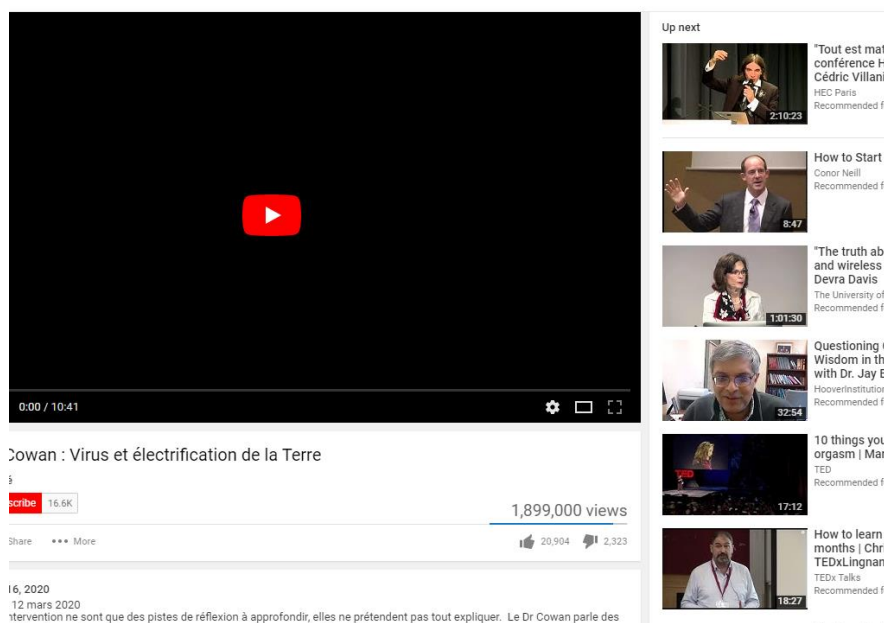 Up next
"Tout est mat
conférence H
Cédric Villani
HEC Paris
Recommended f
2:10:23
How to Start
Conor Neill
Recommended f
8:47
"The truth ab
and wireless
Devra Davis
The University of
Recommended f
1:01:30
Questioning
Wisdom in th
with Dr. Jay B
HooverInstitution
Recommended f
32:54
10 things you
orgasm | Mar
TED
Recommended f
17:12
How to learn
months | Chri
TEDxLingnan
TEDx Talks
Recommended f
18:27
0:00 / 10:41
Cowan : Virus et électrification de la Terre
scribe 16.6K
1,899,000 views
Share More
20,904 2,323
16, 2020
12 mars 2020
ntervention ne sont que des pistes de réflexion à approfondir, elles ne prétendent pas tout expliquer. Le Dr Cowan parle des